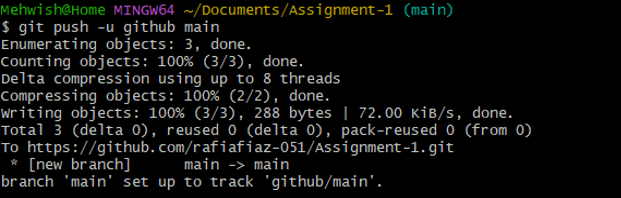 Mehwish@Home MINGW64 ~/Documents/Assignment-1 (main)
$ git push -u github main
Enumerating objects: 3, done.
Counting objects: 100% (3/3), done.
Delta compression using up to 8 threads
Compressing objects: 100% (2/2), done.
Writing objects: 100% (3/3), 288 bytes | 72.00 KiB/s, done.
Total 3 (delta 0), reused 0 (delta 0), pack-reused 0 (from 0)
To https://github.com/rafiafiaz-051/Assignment-1.git
 * [new branch]      main -> main
branch 'main' set up to track 'github/main'.